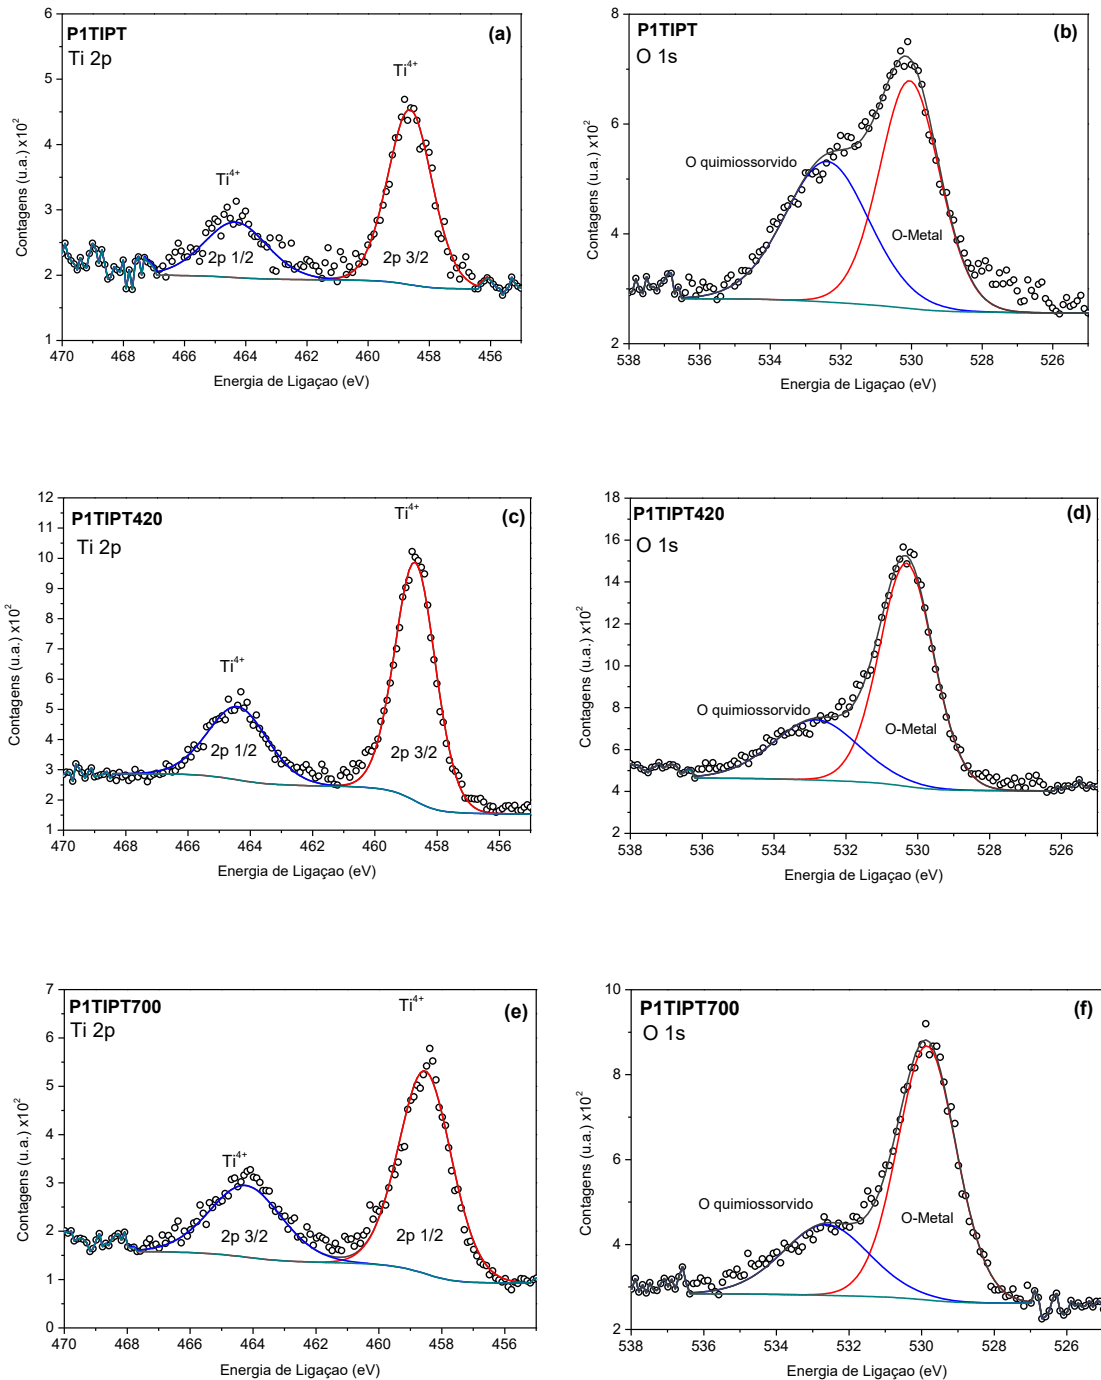 P1TIPT
(a)
Ti 2p
Ti⁴⁺
Ti⁴⁺
2p 1/2
2p 3/2
6
5
4
3
2
1
470 468 466 464 462 460 458 456
Contagens (u.a.) x10²
Energia de Ligaçao (eV)
P1TIPT
(b)
O 1s
O quimiossorvido
O-Metal
8
6
4
2
538 536 534 532 530 528 526
Contagens (u.a.) x10²
Energia de Ligaçao (eV)
P1TIPT420
(c)
Ti 2p
Ti⁴⁺
Ti⁴⁺
2p 1/2
2p 3/2
12
11
10
9
8
7
6
5
4
3
2
1
470 468 466 464 462 460 458 456
Contagens (u.a.) x10²
Energia de Ligaçao (eV)
P1TIPT420
(d)
O 1s
O quimiossorvido
O-Metal
18
16
14
12
10
8
6
4
2
538 536 534 532 530 528 526
Contagens (u.a.) x10²
Energia de Ligaçao (eV)
P1TIPT700
(e)
Ti 2p
Ti⁴⁺
Ti⁴⁺
2p 3/2
2p 1/2
7
6
5
4
3
2
1
0
470 468 466 464 462 460 458 456
Contagens (u.a.) x10²
Energia de Ligaçao (eV)
P1TIPT700
(f)
O 1s
O quimiossorvido
O-Metal
10
8
6
4
2
538 536 534 532 530 528 526
Contagens (u.a.) x10²
Energia de Ligaçao (eV)